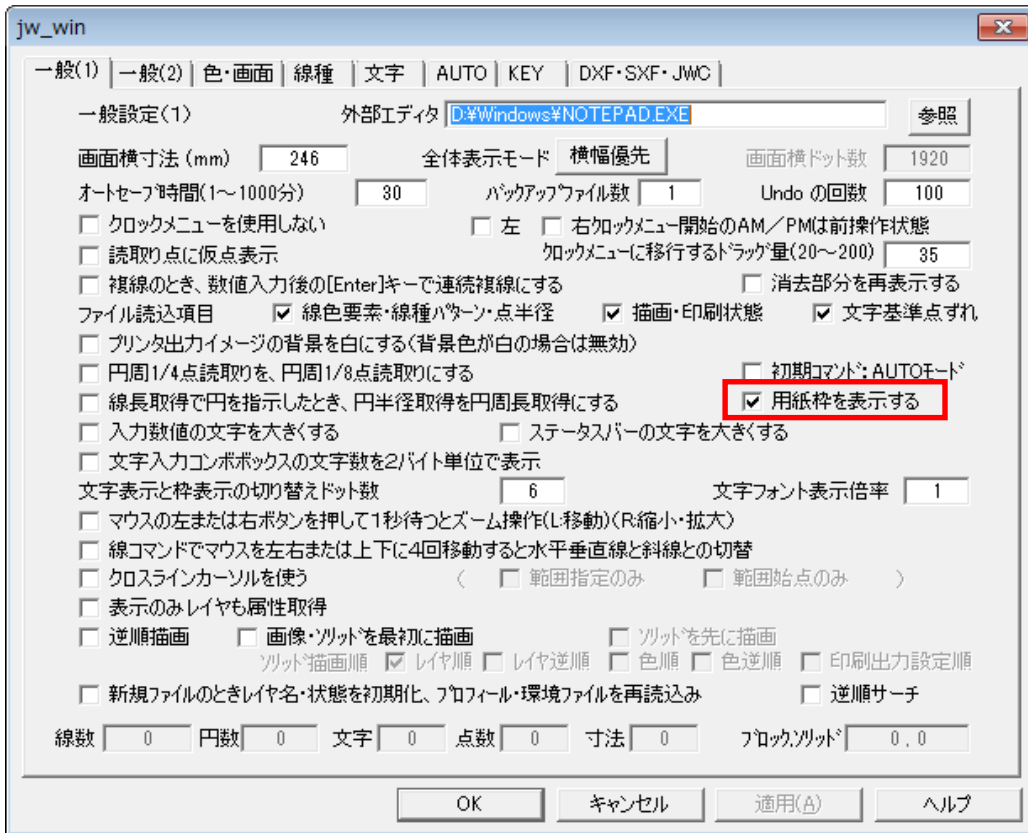 jw_win
一般(1) 一般(2) 色・画面 線種 文字 AUTO KEY DXF・SXF・JWC
一般設定(1) 外部エディタ D:¥Windows¥NOTEPAD.EXE 参照
画面横寸法(mm) 246 全体表示モード 横幅優先 画面横ドット数 1920
オートセーブ時間(1~1000分) 30 バックアップファイル数 1 Undo の回数 100
クロックメニューを使用しない 左 右クロックメニュー開始のAM/PMは前操作状態
読取り点に仮点表示 クロックメニューに移行するドラッグ量(20~200) 35
複線のとき、数値入力後の[Enter]キーで連続複線にする 消去部分を再表示する
ファイル読込項目 線色要素・線種パターン・点半径 描画・印刷状態 文字基準点ずれ
プリンタ出力イメージの背景を白にする(背景色が白の場合は無効)
円周1/4点読取りを、円周1/8点読取りにする 初期コマンド:AUTOモード
線長取得で円を指示したとき、円半径取得を円周長取得にする 用紙枠を表示する
入力数値の文字を大きくする ステータスバーの文字を大きくする
文字入力コンボボックスの文字数を2バイト単位で表示
文字表示と枠表示の切り替えドット数 6 文字フォント表示倍率 1
マウスの左または右ボタンを押して1秒待つとズーム操作(L:移動)(R:縮小・拡大)
線コマンドでマウスを左右または上下に4回移動すると水平垂直線と斜線との切替
クロスラインカーソルを使う ( 範囲指定のみ 範囲始点のみ )
表示のみレイヤも属性取得
逆順描画 画像・ソリッドを最初に描画 ソリッドを先に描画
ソリッド描画順 レイヤ順 レイヤ逆順 色順 色逆順 印刷出力設定順
新規ファイルのときレイヤ名・状態を初期化、プロフィール・環境ファイルを再読込み 逆順サーチ
線数 0 円数 0 文字 0 点数 0 寸法 0 ブロック,ソリッド 0 , 0
OK キャンセル 適用(A) ヘルプ